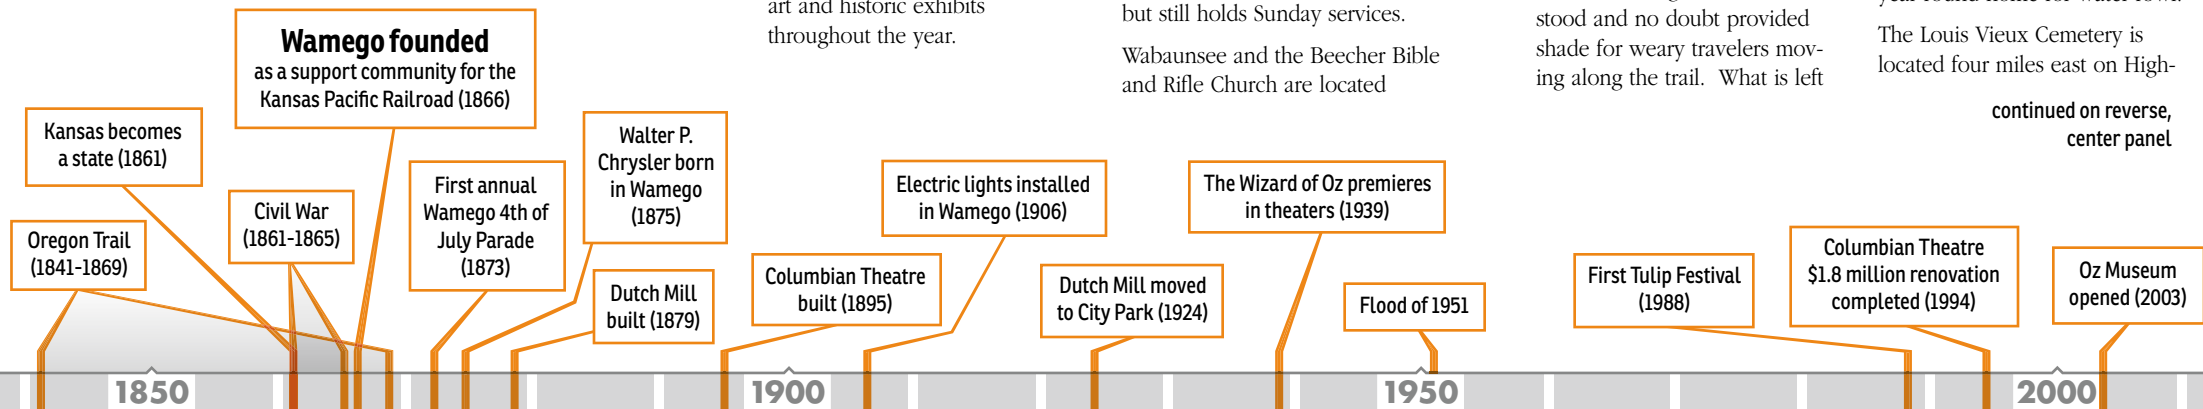 art and historic exhibits
throughout the year.
but still holds Sunday services.
Wabaunsee and the Beecher Bible
and Rifle Church are located
stood and no doubt provided
shade for weary travelers mov-
ing along the trail.  What is left
The Louis Vieux Cemetery is
located four miles east on High-
continued on reverse,
center panel
Wamego founded
as a support community for the
Kansas Pacific Railroad (1866)
Kansas becomes
a state (1861)
Oregon Trail
(1841-1869)
Civil War
(1861-1865)
First annual
Wamego 4th of
July Parade
(1873)
Walter P.
Chrysler born
in Wamego
(1875)
Dutch Mill
built (1879)
Columbian Theatre
built (1895)
Electric lights installed
in Wamego (1906)
Dutch Mill moved
to City Park (1924)
The Wizard of Oz premieres
in theaters (1939)
Flood of 1951
First Tulip Festival
(1988)
Columbian Theatre
$1.8 million renovation
completed (1994)
Oz Museum
opened (2003)
1850
1900
1950
2000